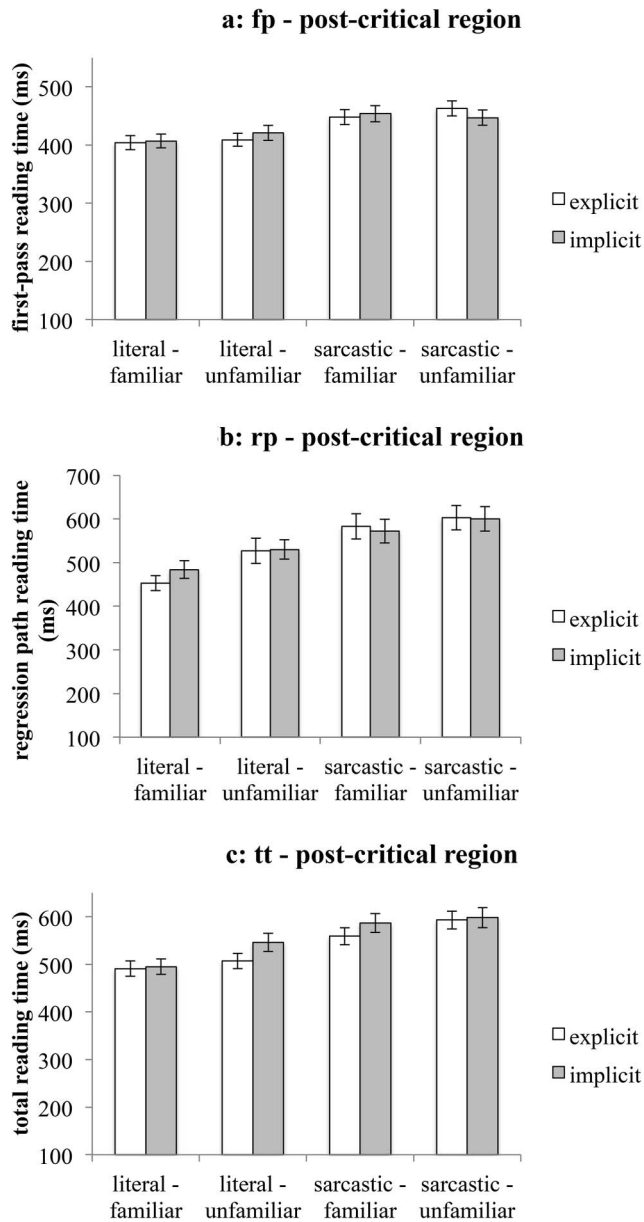 a: fp - post-critical region
first-pass reading time (ms)
500
400
300
200
100
literal - familiar
literal - unfamiliar
sarcastic - familiar
sarcastic - unfamiliar
explicit
implicit
b: rp - post-critical region
regression path reading time
(ms)
700
600
500
400
300
200
100
literal - familiar
literal - unfamiliar
sarcastic - familiar
sarcastic - unfamiliar
explicit
implicit
c: tt - post-critical region
total reading time (ms)
600
500
400
300
200
100
literal - familiar
literal - unfamiliar
sarcastic - familiar
sarcastic - unfamiliar
explicit
implicit